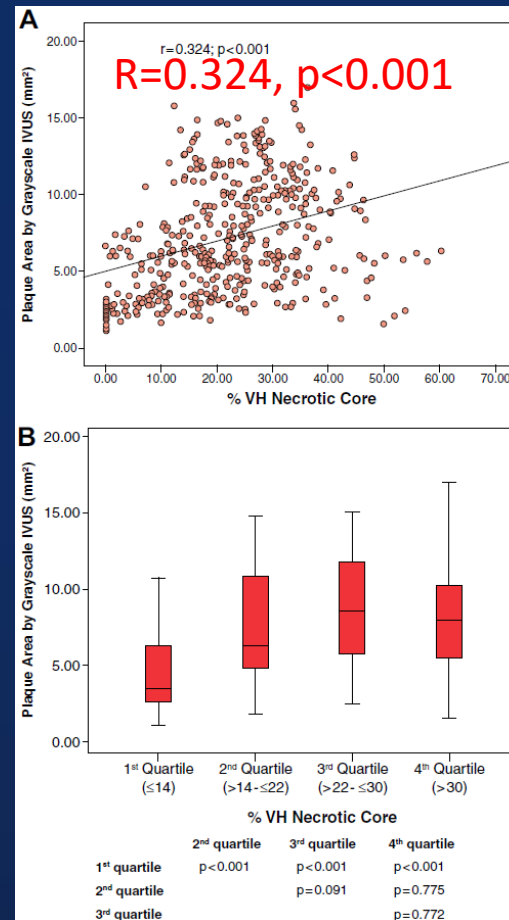 A
r=0.324; p<0.001
R=0.324, p<0.001
Plaque Area by Grayscale IVUS (mm²)
20.00
15.00
10.00
5.00
0.00
0.00 10.00 20.00 30.00 40.00 50.00 60.00 70.00
% VH Necrotic Core
B
Plaque Area by Grayscale IVUS (mm²)
20.00
15.00
10.00
5.00
0.00
1st Quartile 2nd Quartile 3rd Quartile 4th Quartile
(≤14) (>14-≤22) (>22-≤30) (>30)
% VH Necrotic Core
2nd quartile 3rd quartile 4th quartile
1st quartile p<0.001 p<0.001 p<0.001
2nd quartile p=0.091 p=0.775
3rd quartile p=0.772